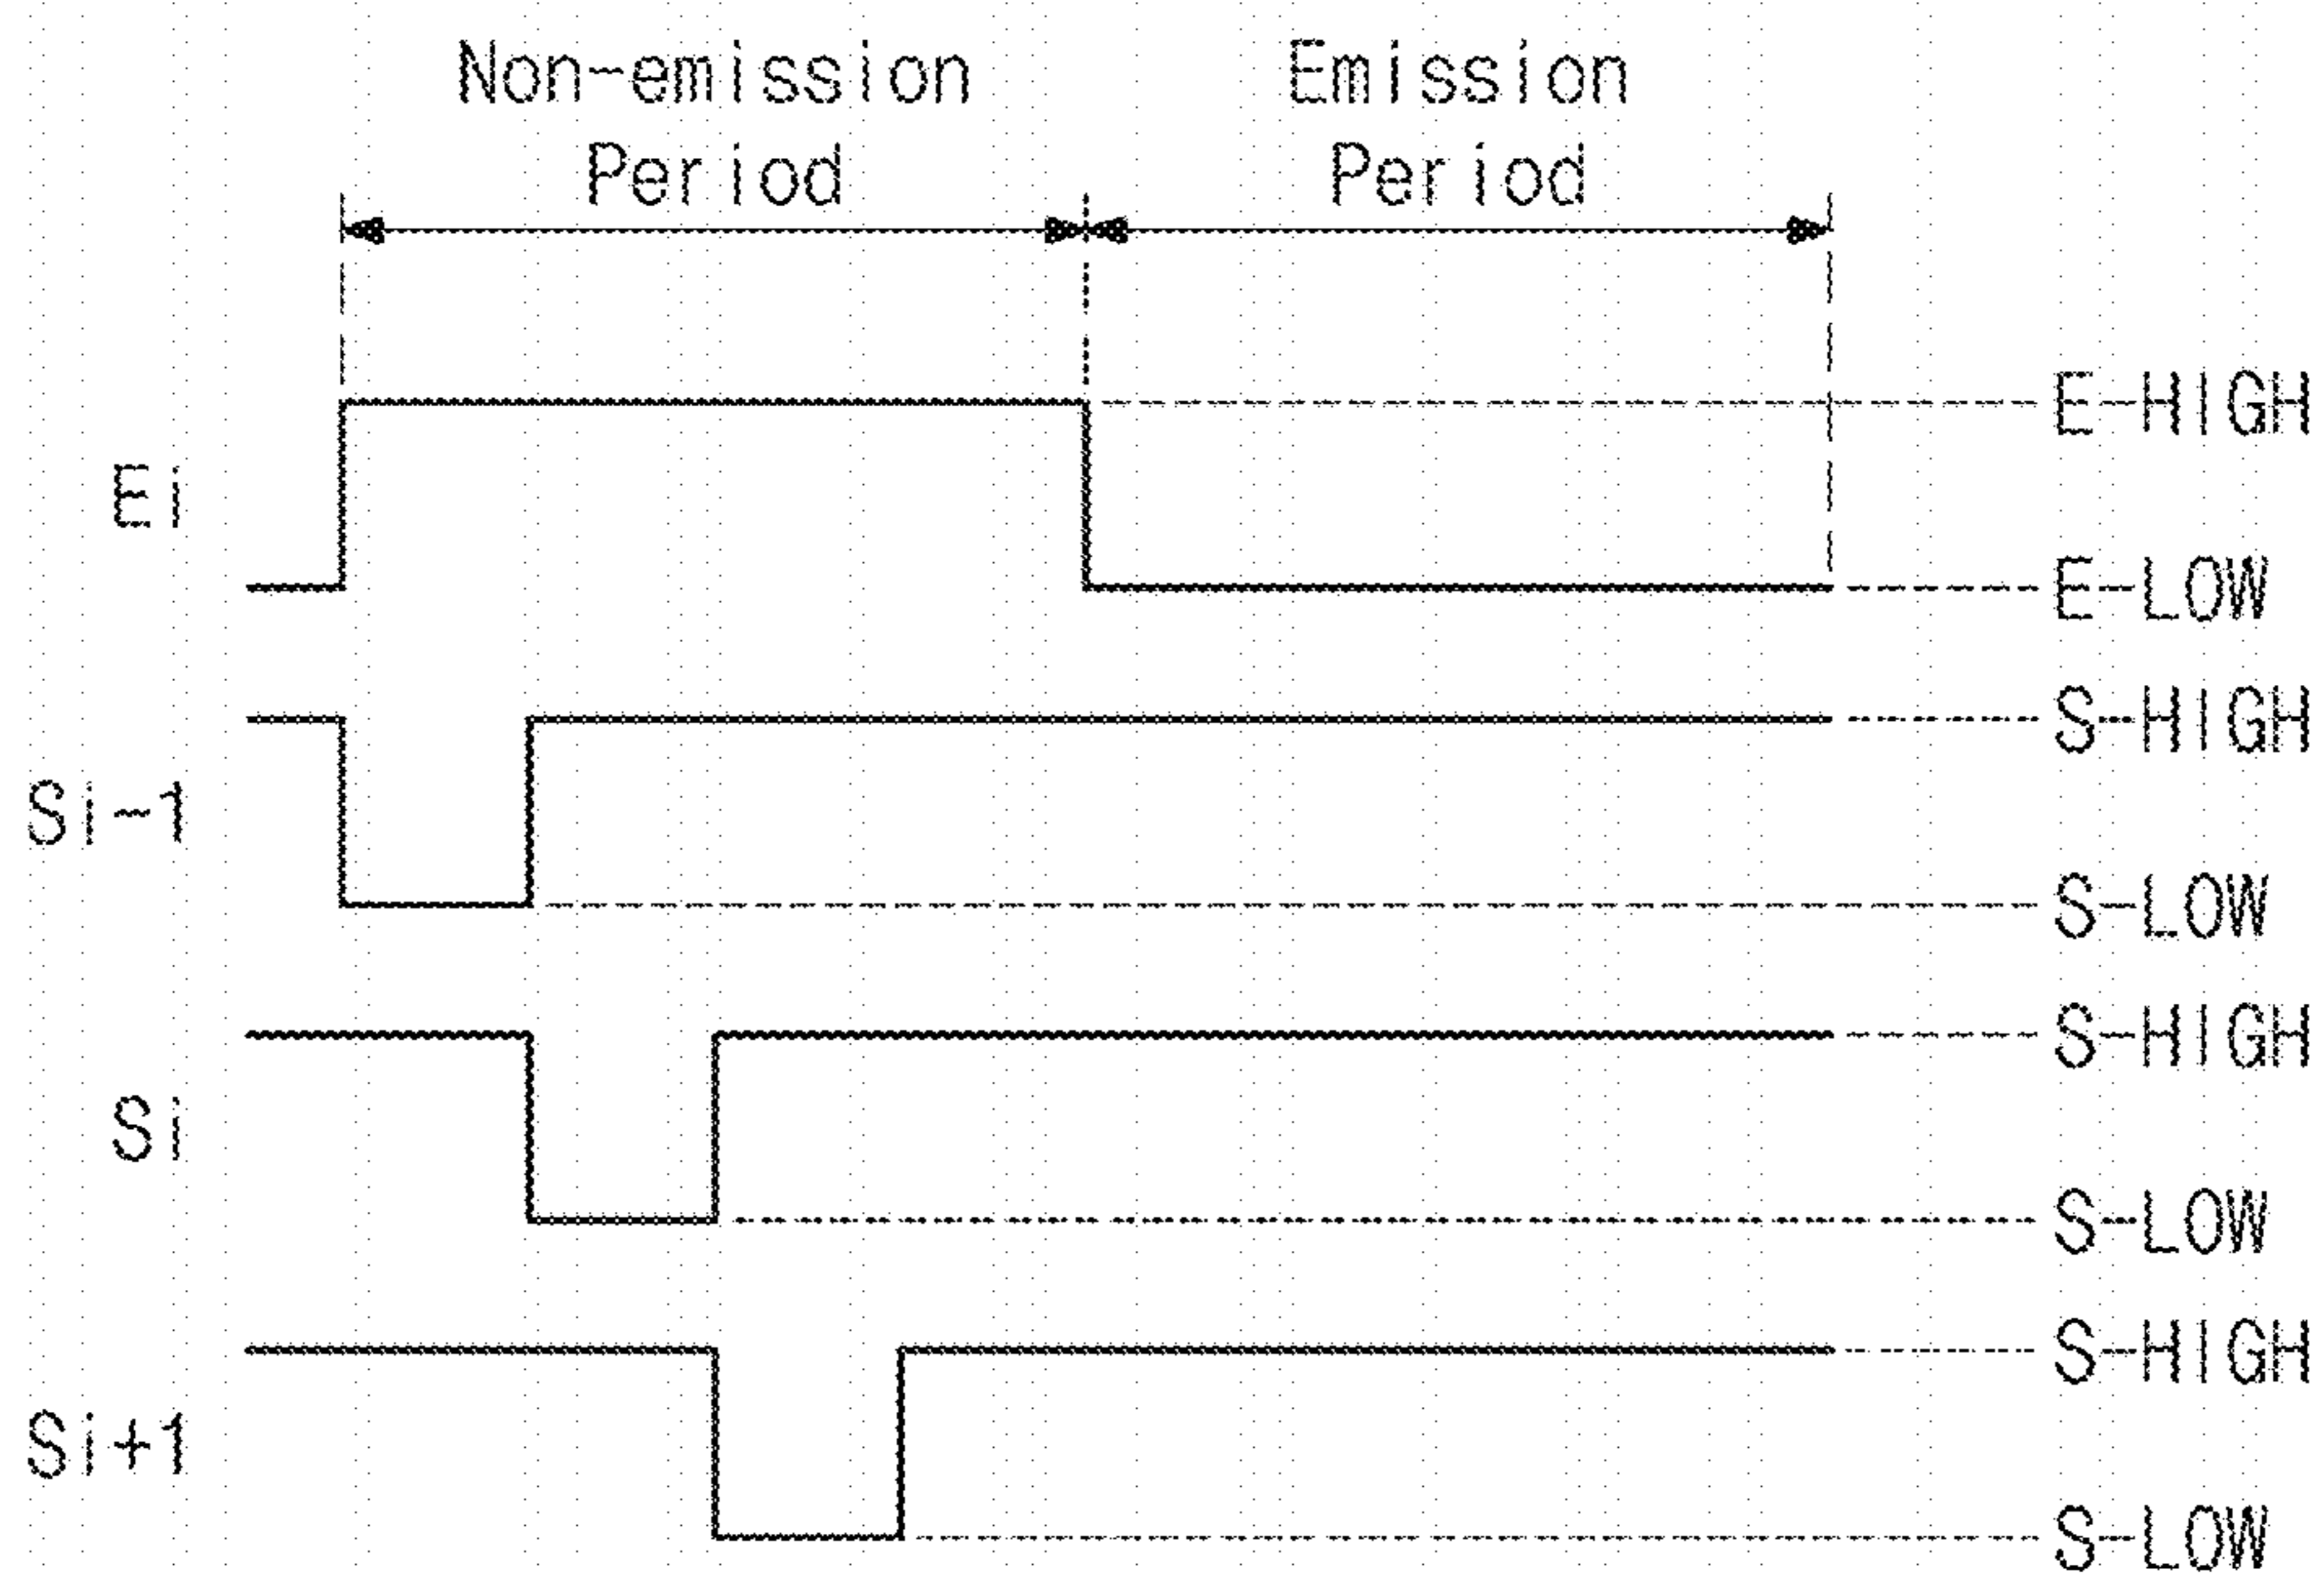 Non-emission
Period
Emission
Period
Ei
E-HIGH
E-LOW
Si-1
S-HIGH
S-LOW
Si
S-HIGH
S-LOW
Si+1
S-HIGH
S-LOW